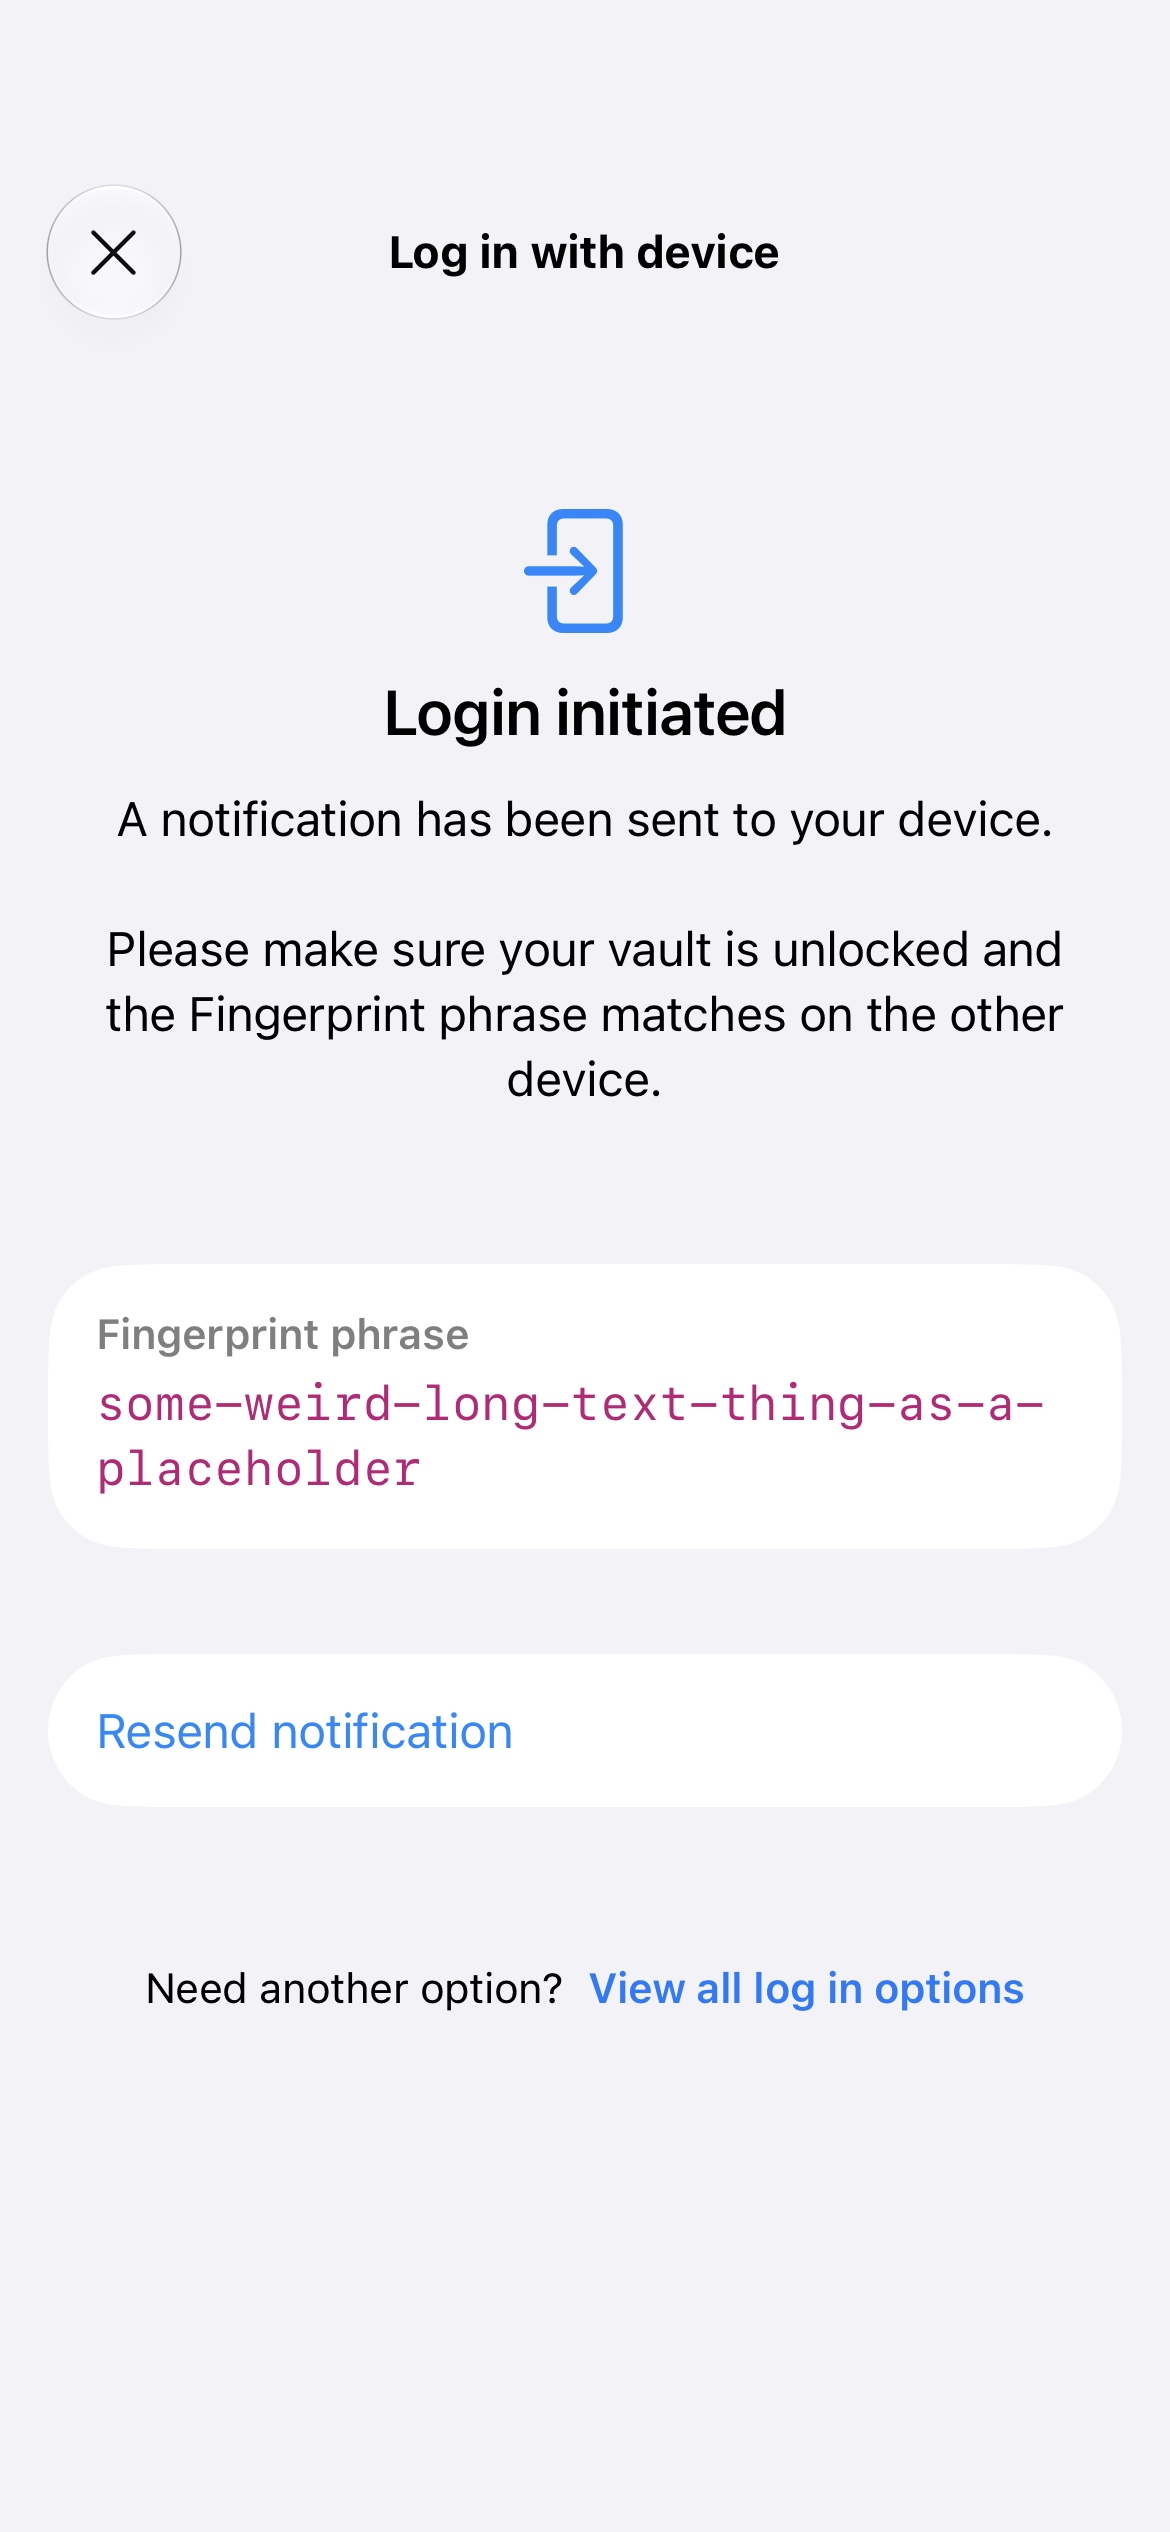 Log in with device
Login initiated
A notification has been sent to your device.
Please make sure your vault is unlocked and
the Fingerprint phrase matches on the other
device.
Fingerprint phrase
some-weird-long-text-thing-as-a-
placeholder
Resend notification
Need another option? View all log in options